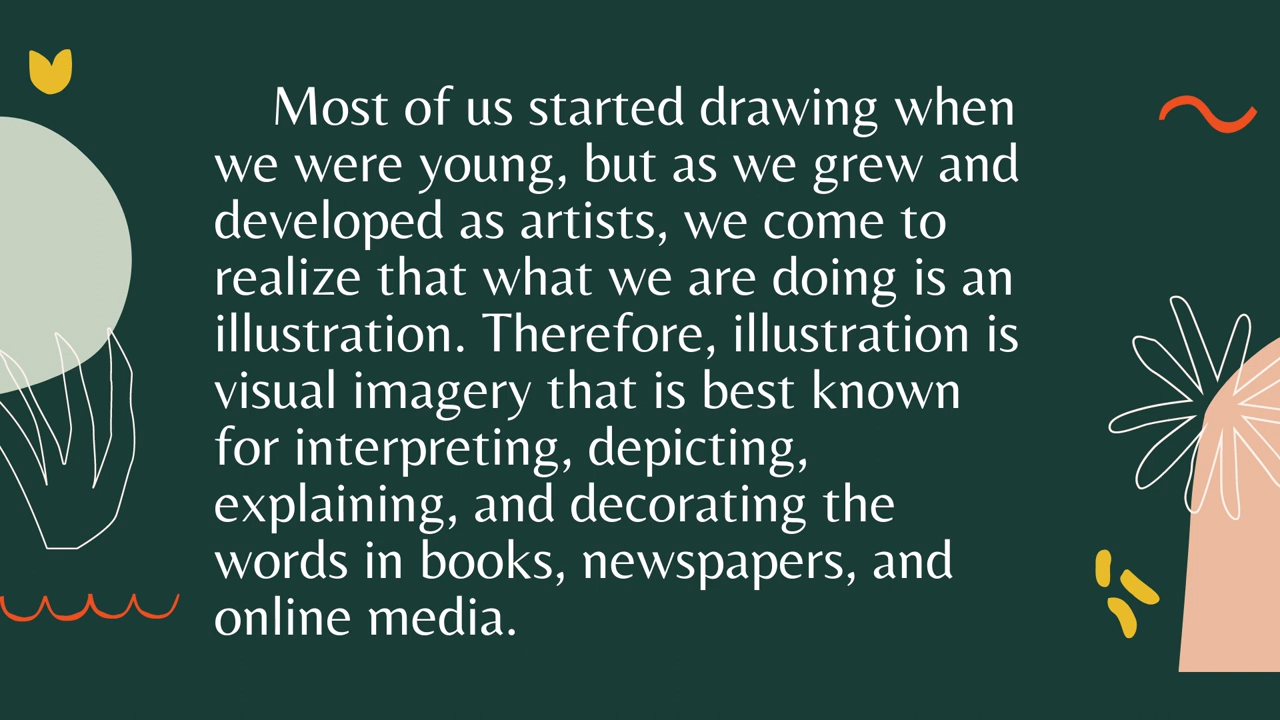 Most of us started drawing when
we were young, but as we grew and
developed as artists, we come to
realize that what we are doing is an
illustration. Therefore, illustration is
visual imagery that is best known
for interpreting, depicting,
explaining, and decorating the
words in books, newspapers, and
online media.